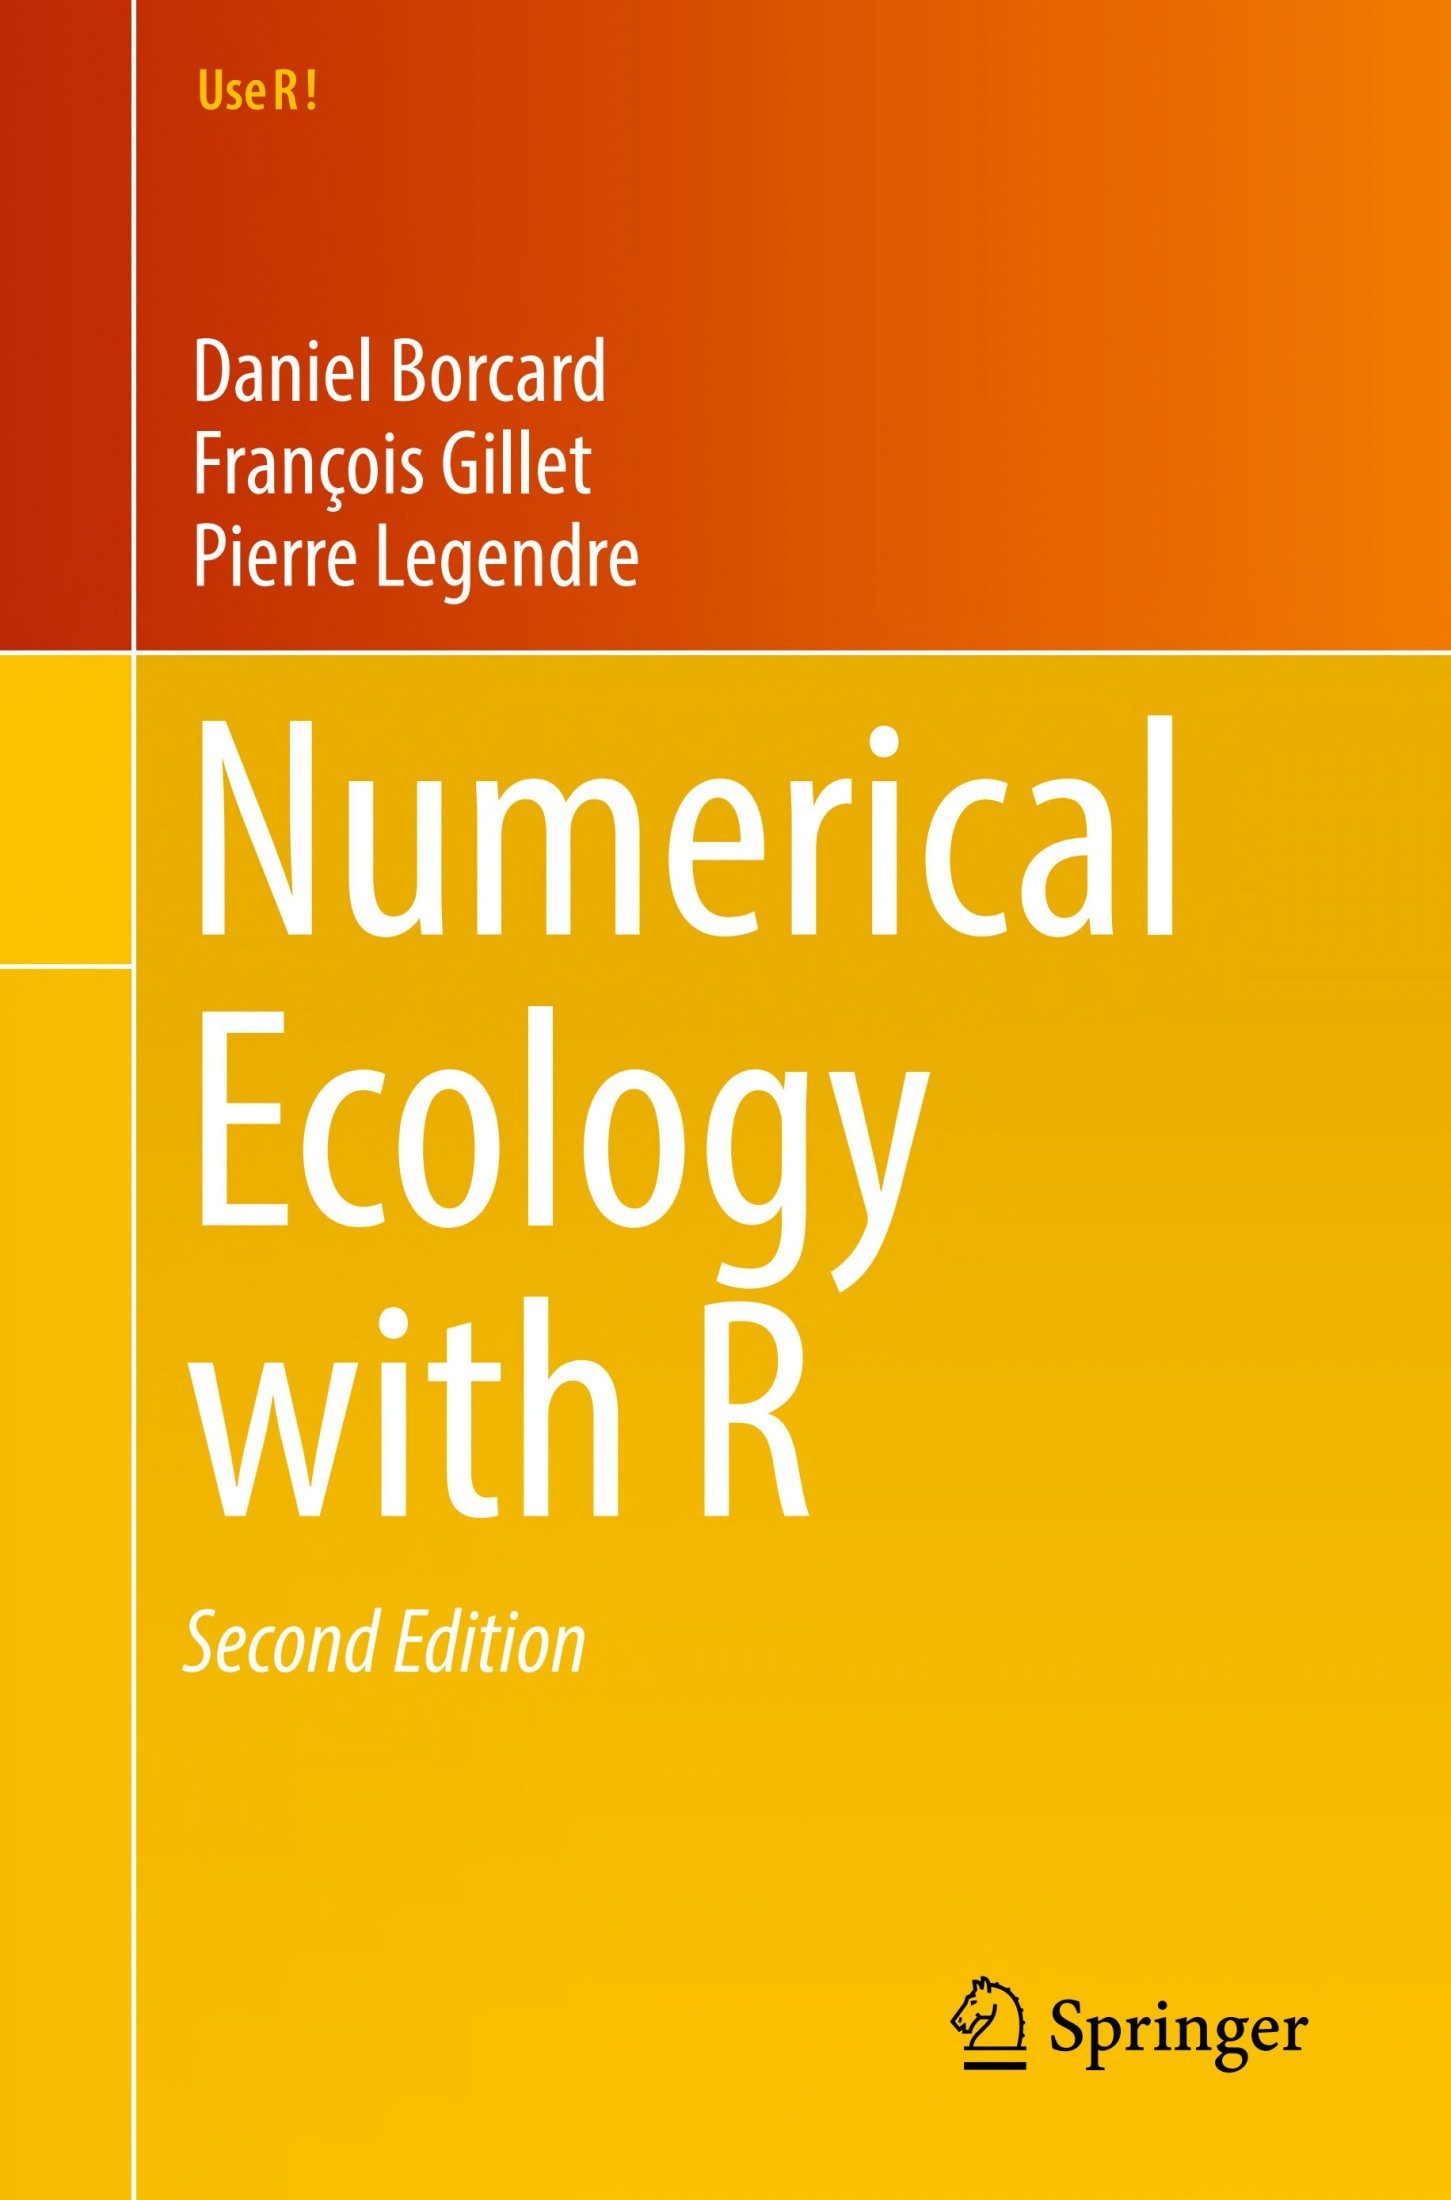 Use R!
Daniel Borcard
François Gillet
Pierre Legendre
Numerical
Ecology
with R
Second Edition
Springer